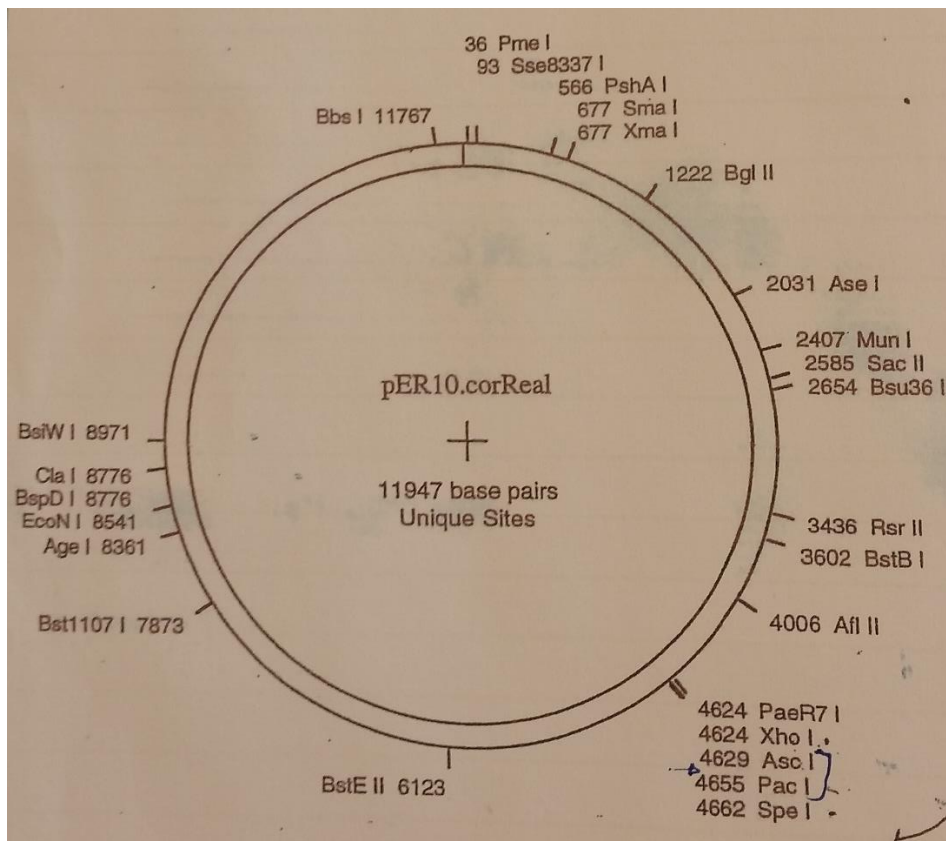 36 Pme I
93 Sse8337 I
566 PshA I
677 Sma I
677 Xma I
Bbs I 11767
1222 Bgl II
2031 Ase I
2407 Mun I
2585 Sac II
2654 Bsu36 I
pER10.corReal
11947 base pairs
Unique Sites
BsiW I 8971
Cla I 8776
BspD I 8776
EcoN I 8541
Age I 8361
Bst1107 I 7873
3436 Rsr II
3602 BstB I
4006 Afl II
4624 PaeR7 I
4624 Xho I
4629 Asc I
4655 Pac I
4662 Spe I
BstE II 6123